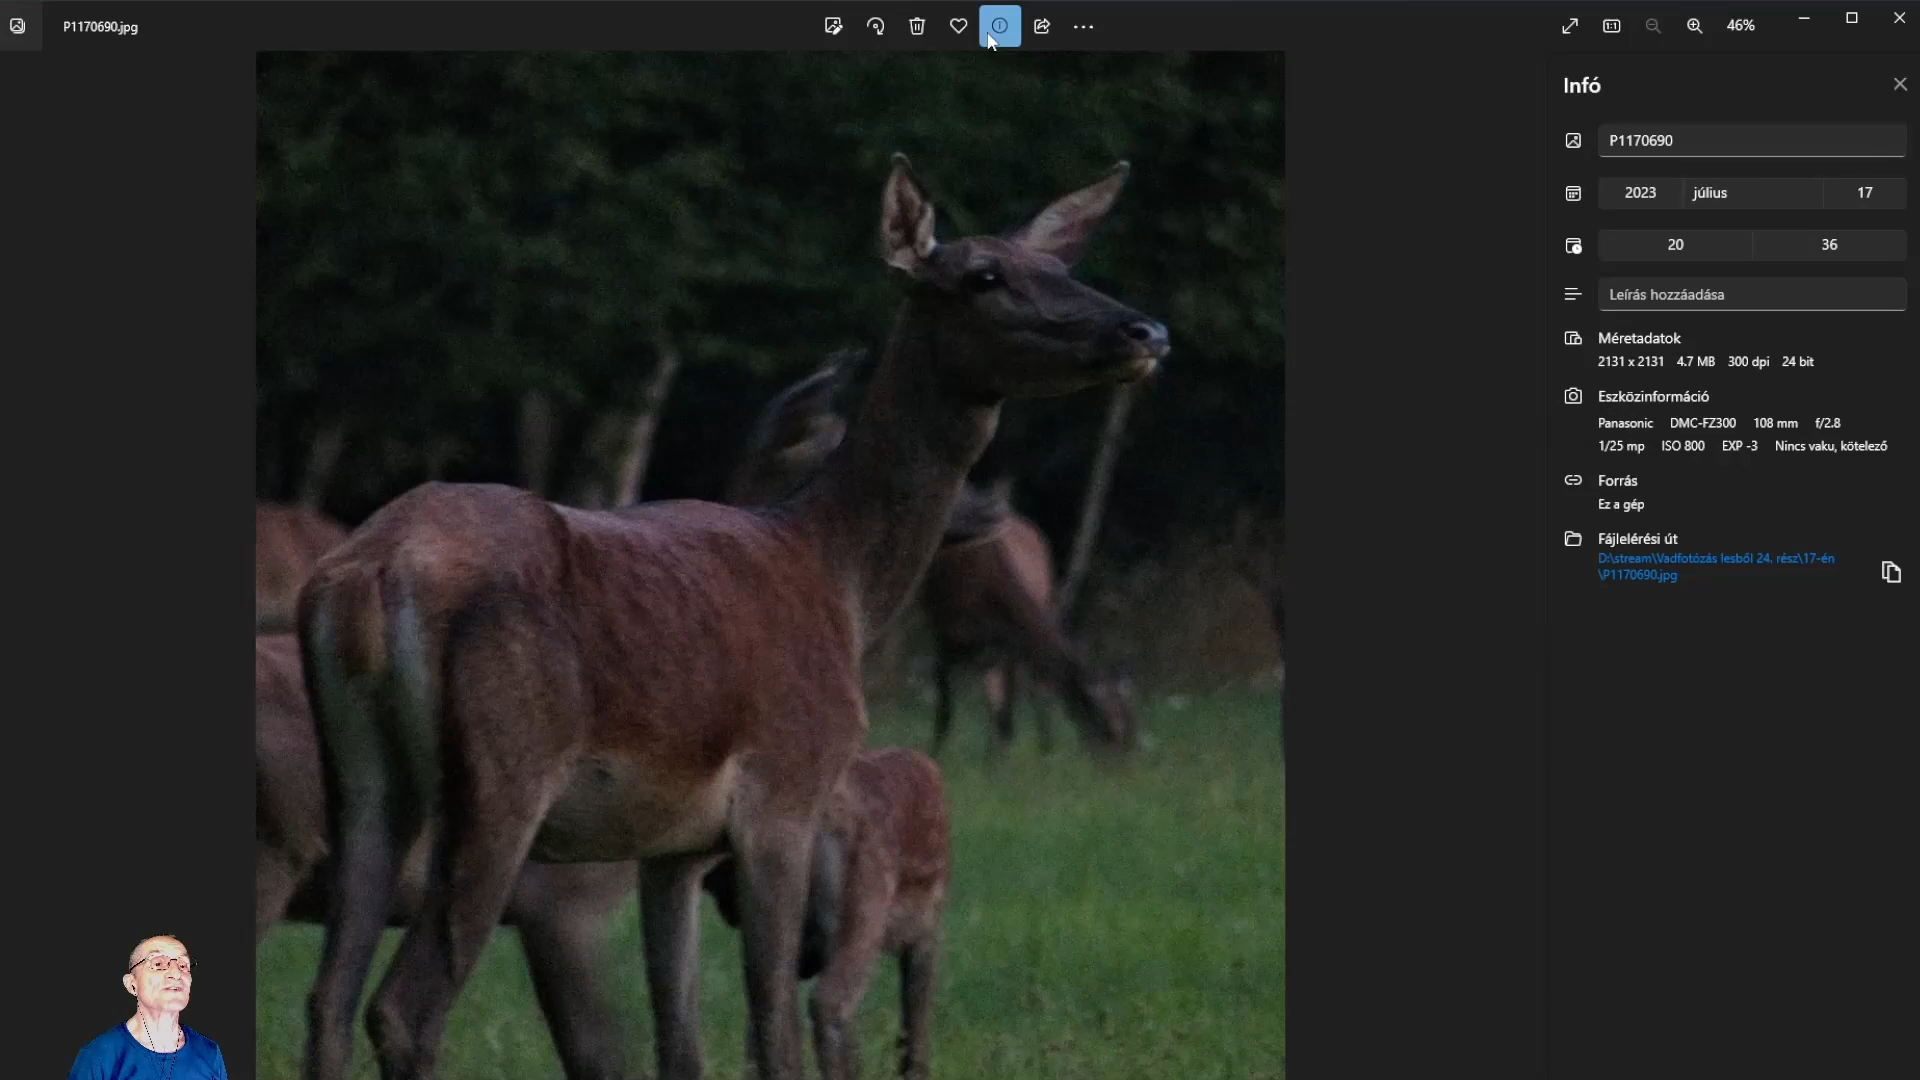 P1170690.jpg
46%
Infó
P1170690
2023 július 17
20 36
Leírás hozzáadása
Méretadatok
2131 x 2131 4.7 MB 300 dpi 24 bit
Eszközinformáció
Panasonic DMC-FZ300 108 mm f/2.8
1/25 mp ISO 800 EXP -3 Nincs vaku, kötelező
Forrás
Ez a gép
Fájlelérési út
D:\stream\Vadfotózás lesből 24. rész\17-én
\P1170690.jpg